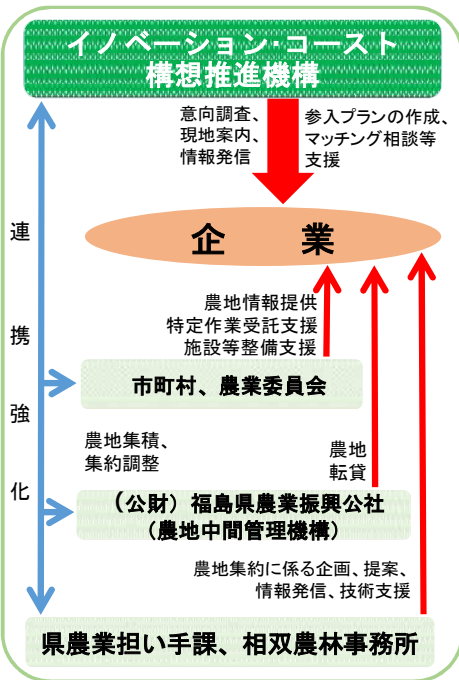 イノベーション・コースト
構想推進機構
意向調査、
現地案内、
情報発信
参入プランの作成、
マッチング相談等
支援
企　業
連
携
強
化
農地情報提供
特定作業受託支援
施設等整備支援
市町村、農業委員会
農地集積、
集約調整
農地
転貸
(公財）福島県農業振興公社
(農地中間管理機構)
農地集約に係る企画、提案、
情報発信、技術支援
県農業担い手課、相双農林事務所